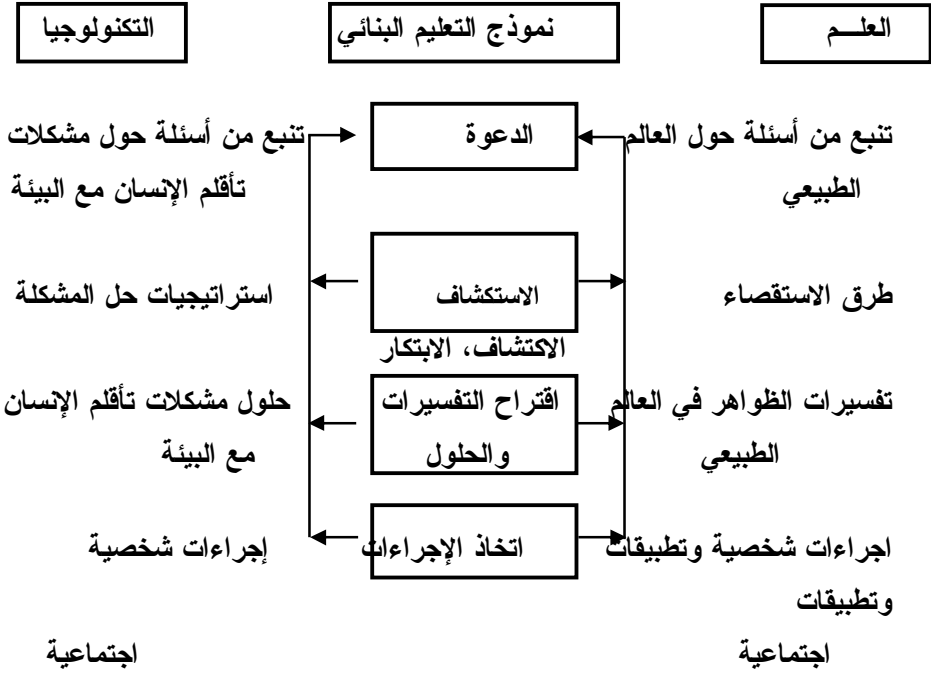 العلـــم
نموذج التعليم البنائي
التكنولوجيا
تنبع من أسئلة حول العالم
الطبيعي
الدعوة
تنبع من أسئلة حول مشكلات
تأقلم الإنسان مع البيئة
طرق الاستقصاء
الاستكشاف
الاكتشاف، الابتكار
استراتيجيات حل المشكلة
تفسيرات الظواهر في العالم
الطبيعي
اقتراح التفسيرات
والحلول
حلول مشكلات تأقلم الإنسان
مع البيئة
اجراءات شخصية وتطبيقات
وتطبيقات
اجتماعية
اتخاذ الإجراءات
إجراءات شخصية
اجتماعية